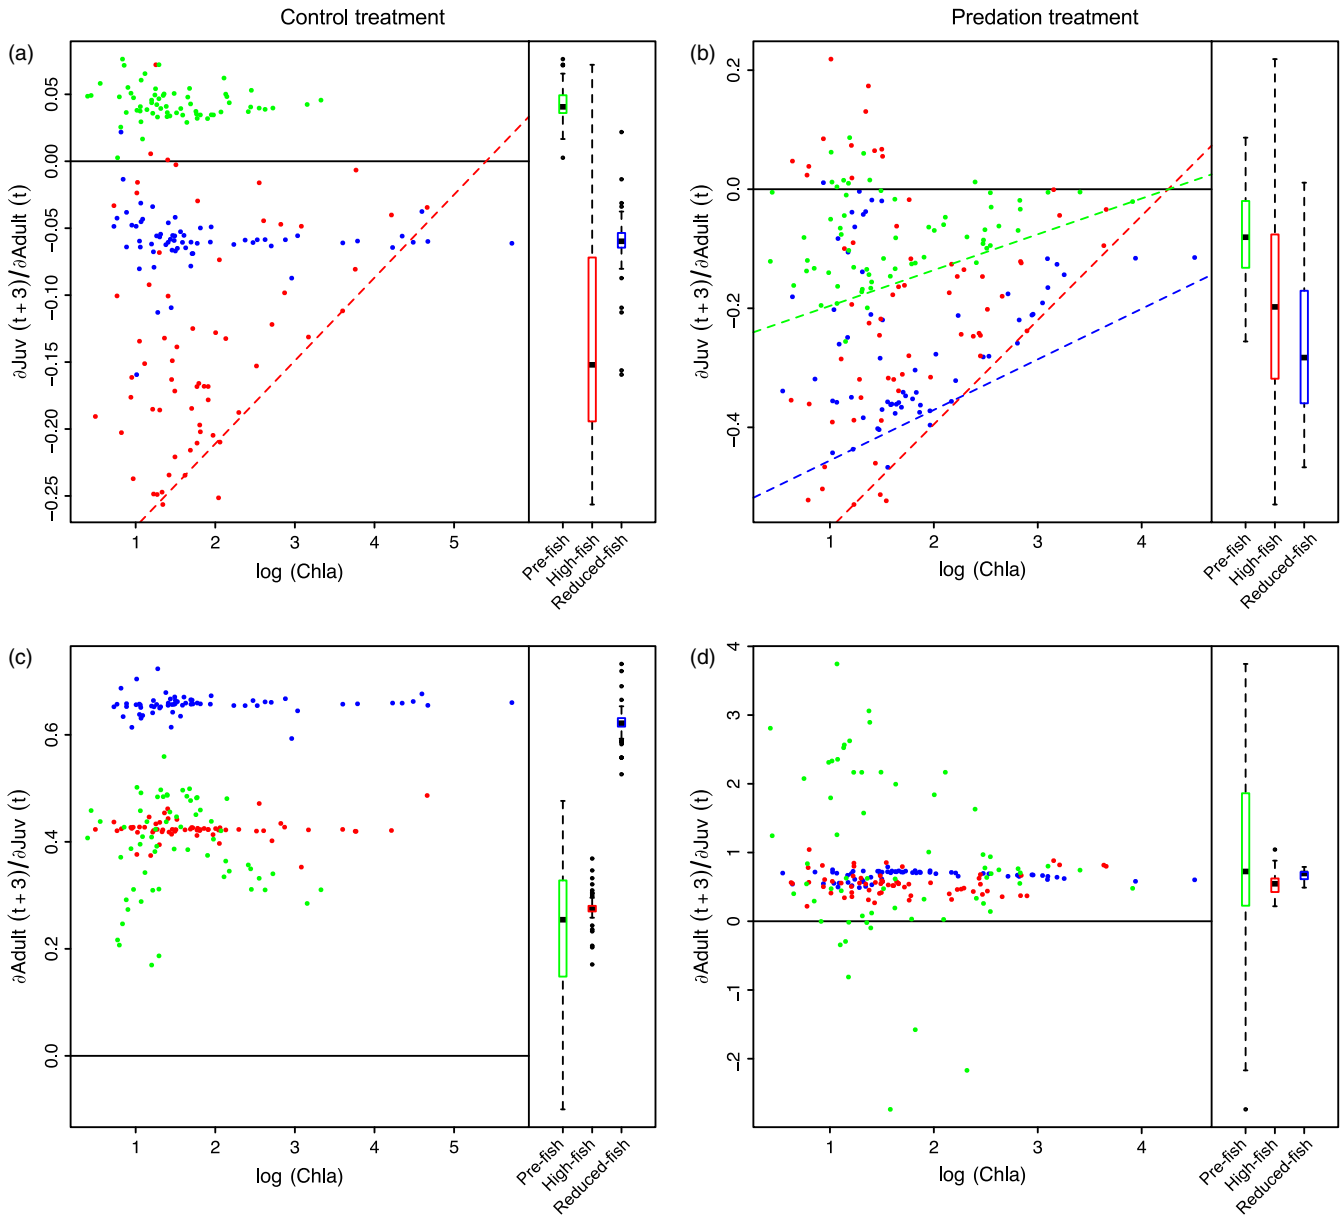 Control treatment
Predation treatment
(a)
∂Juv (t + 3)/∂Adult (t)
0.05
0.00
−0.05
−0.10
−0.15
−0.20
−0.25
1 2 3 4 5
log (Chla)
Pre-fish
High-fish
Reduced-fish
(b)
∂Juv (t + 3)/∂Adult (t)
0.2
0.0
−0.2
−0.4
1 2 3 4
log (Chla)
Pre-fish
High-fish
Reduced-fish
(c)
∂Adult (t + 3)/∂Juv (t)
0.6
0.4
0.2
0.0
1 2 3 4 5
log (Chla)
Pre-fish
High-fish
Reduced-fish
(d)
∂Adult (t + 3)/∂Juv (t)
4
3
2
1
0
−1
−2
1 2 3 4
log (Chla)
Pre-fish
High-fish
Reduced-fish